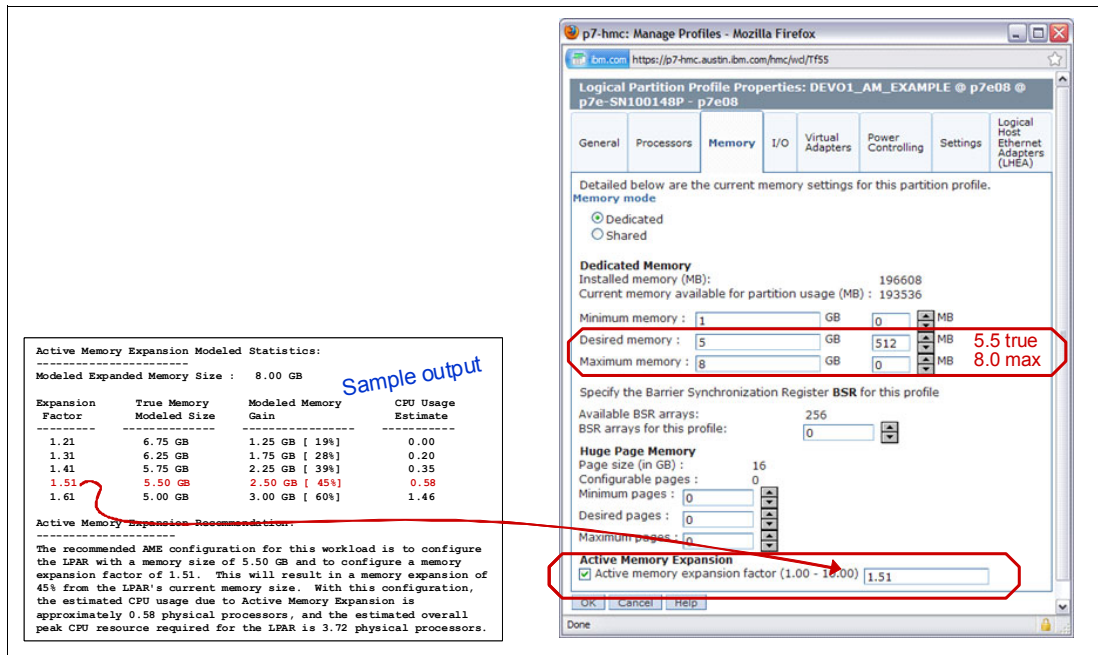 Active Memory Expansion Modeled Statistics:
----------------------
Modeled Expanded Memory Size : 8.00 GB
Sample output
Expansion True Memory Modeled Memory CPU Usage
Factor Modeled Size Gain Estimate
--------- -------------- ----------------- -----------
1.21 6.75 GB 1.25 GB [ 19%] 0.00
1.31 6.25 GB 1.75 GB [ 28%] 0.20
1.41 5.75 GB 2.25 GB [ 39%] 0.35
1.51 5.50 GB 2.50 GB [ 45%] 0.58
1.61 5.00 GB 3.00 GB [ 60%] 1.46
Active Memory Expansion Recommendation:
---------------------
The recommended AME configuration for this workload is to configure
the LPAR with a memory size of 5.50 GB and to configure a memory
expansion factor of 1.51. This will result in a memory expansion of
45% from the LPAR's current memory size. With this configuration,
the estimated CPU usage due to Active Memory Expansion is
approximately 0.58 physical processors, and the estimated overall
peak CPU resource required for the LPAR is 3.72 physical processors.
p7-hmc: Manage Profiles - Mozilla Firefox
ibm.com https://p7-hmc.austin.ibm.com/hmc/wcl/Tf55
Logical Partition Profile Properties: DEVO1_AM_EXAMPLE @ p7e08 @
p7e-SN100148P - p7e08
General Processors Memory I/O Virtual Adapters Power Controlling Settings Logical Host Ethernet Adapters (LHEA)
Detailed below are the current memory settings for this partition profile.
Memory mode
Dedicated
Shared
Dedicated Memory
Installed memory (MB): 196608
Current memory available for partition usage (MB) : 193536
Minimum memory : 1 GB 0 MB
Desired memory : 5 GB 512 MB 5.5 true
Maximum memory : 8 GB 0 MB 8.0 max
Specify the Barrier Synchronization Register BSR for this profile
Available BSR arrays: 256
BSR arrays for this profile: 0
Huge Page Memory
Page size (in GB) : 16
Configurable pages : 0
Minimum pages : 0
Desired pages : 0
Maximum pages : 0
Active Memory Expansion
Active memory expansion factor (1.00 - 10.00) 1.51
OK Cancel Help
Done